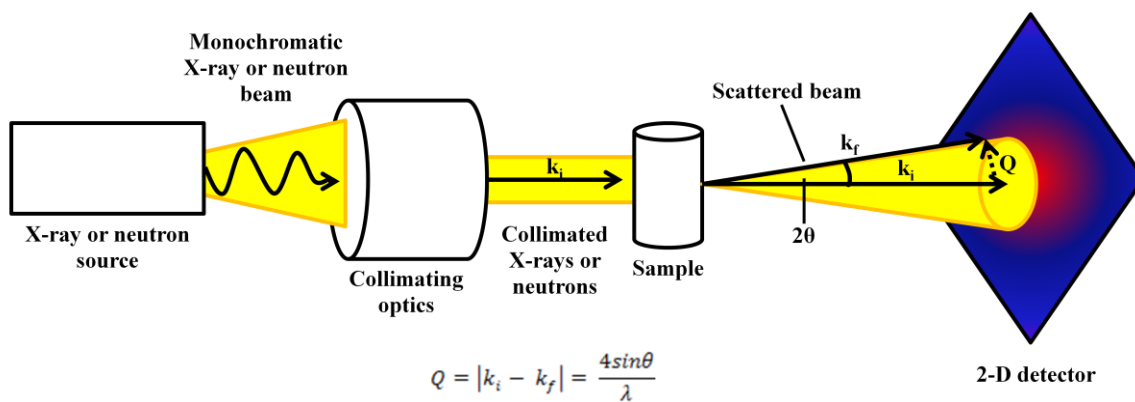 Monochromatic
X-ray or neutron
beam
X-ray or neutron
source
Collimating
optics
k_i
Collimated
X-rays or
neutrons
Sample
Scattered beam
k_f
k_i
Q
2θ
2-D detector
Q = |k_i − k_f| = 4sinθ / λ